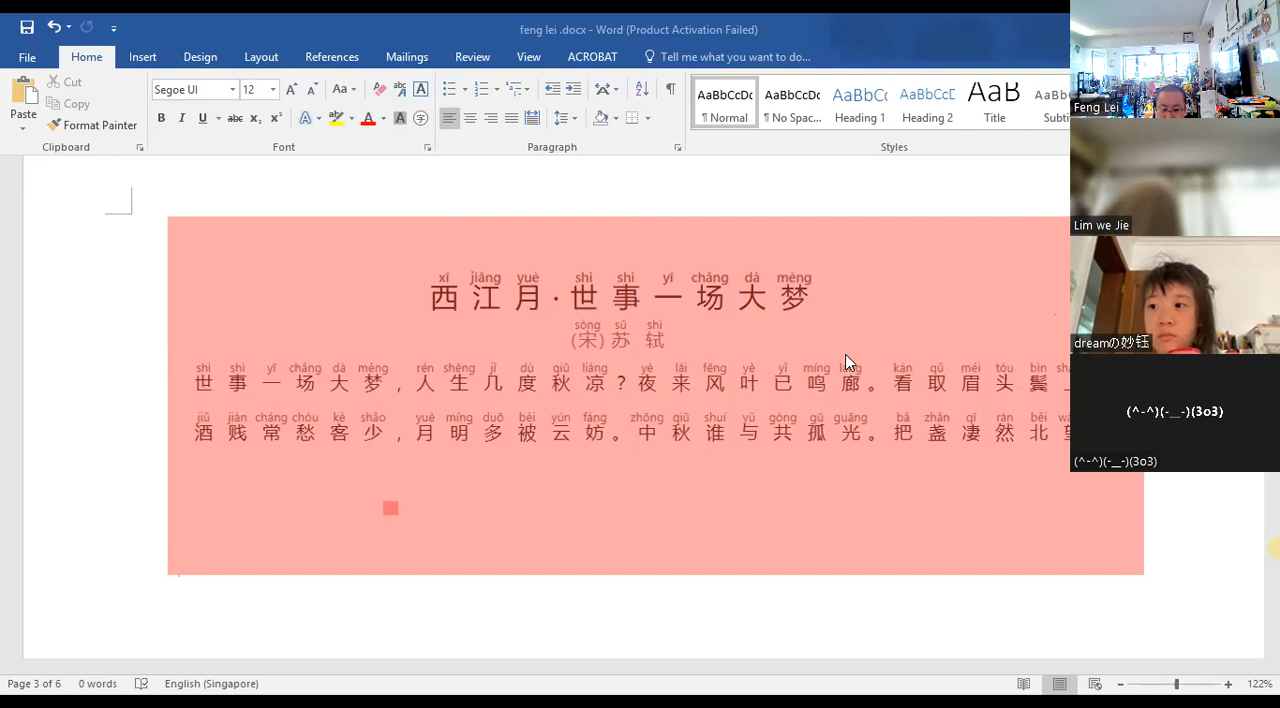 feng lei .docx - Word (Product Activation Failed)
File Home Insert Design Layout References Mailings Review View ACROBAT Tell me what you want to do...
Paste
Cut
Copy
Format Painter
Clipboard
Segoe UI 12 Aa
Font
Paragraph
AaBbCcDc AaBbCcDc AaBbCc AaBbCcD AaB AaBb
¶ Normal ¶ No Spac... Heading 1 Heading 2 Title
Styles
xī jiāng yuè shì shì yī chǎng dà mèng
西江月·世事一场大梦
sòng sū shì
(宋)苏轼
shì shì yī chǎng dà mèng rén shēng jǐ dù qiū liáng yè lái fēng yè yǐ míng kàn qǔ méi tóu bìn
世事一场大梦,人生几度秋凉?夜来风叶已鸣廊。看取眉头鬓
jiǔ jiàn cháng chóu kè shǎo yuè míng duō bèi yún fáng zhōng qiū shuí yǔ gòng gū guāng bǎ zhǎn qī rán běi
酒贱常愁客少,月明多被云妨。中秋谁与共孤光。把盏凄然北
Feng Lei
Lim we Jie
dreamの妙钰
(^-^)(-__-)(3o3)
(^-^)(-__-)(3o3)
Page 3 of 6 0 words English (Singapore) 122%